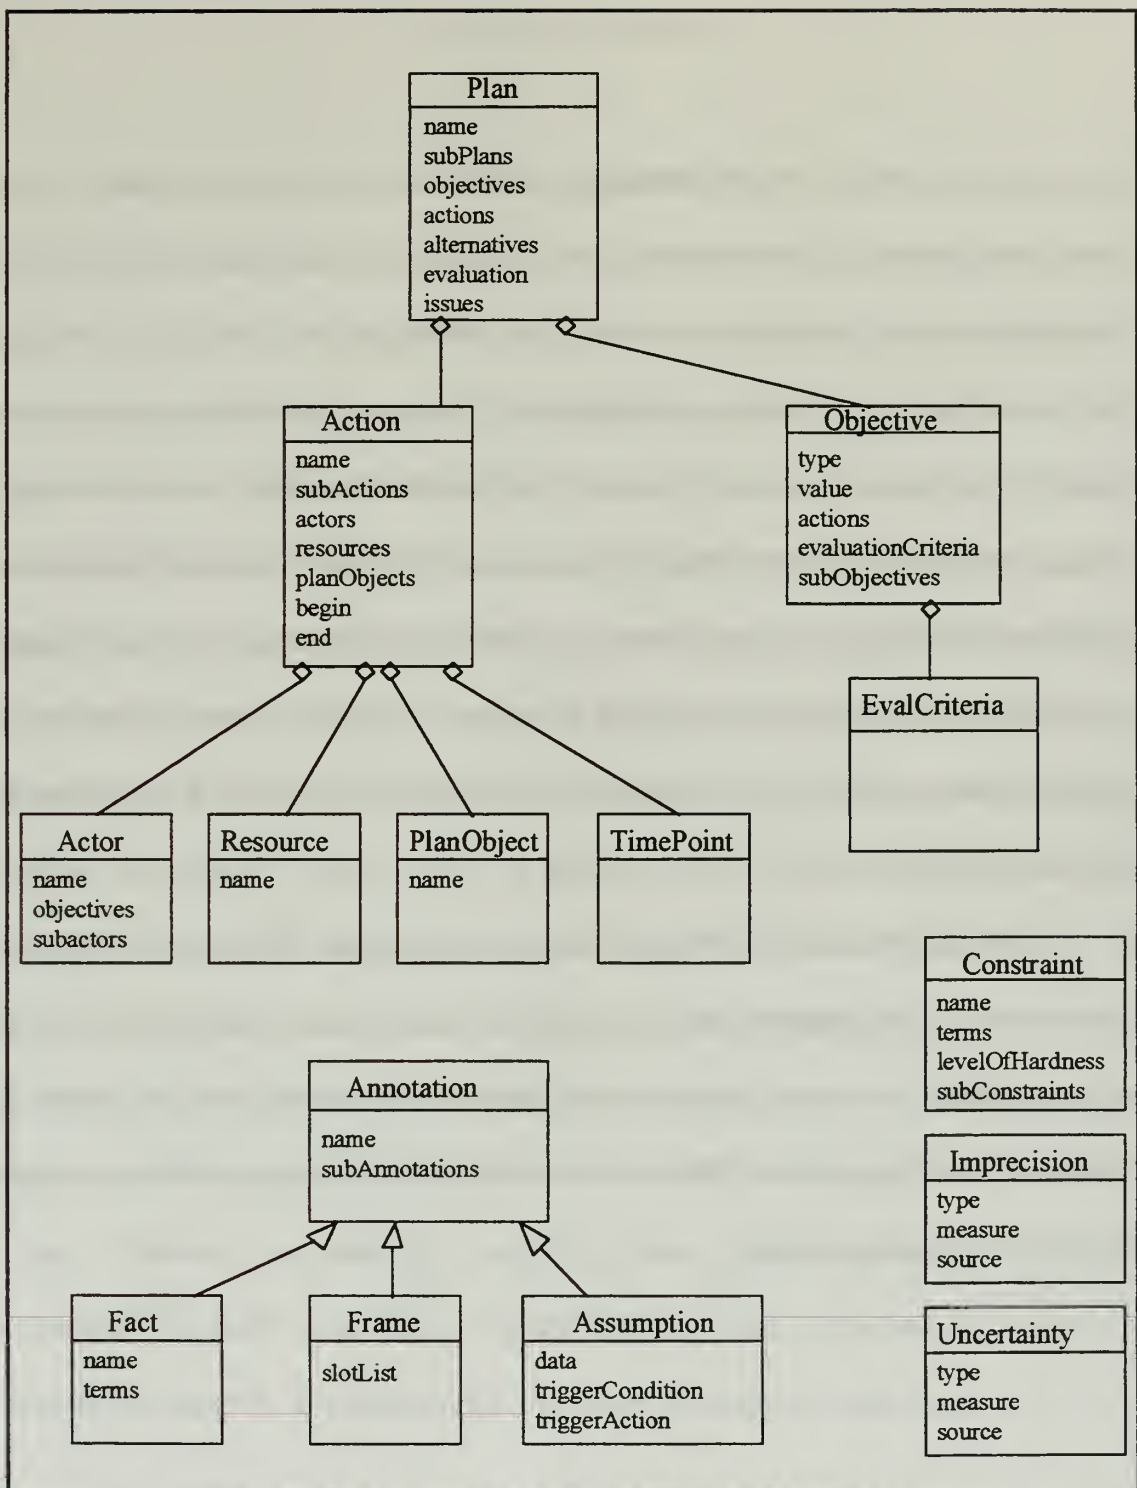 Plan
name
subPlans
objectives
actions
alternatives
evaluation
issues
Action
name
subActions
actors
resources
planObjects
begin
end
Objective
type
value
actions
evaluationCriteria
subObjectives
EvalCriteria
Actor
name
objectives
subactors
Resource
name
PlanObject
name
TimePoint
Constraint
name
terms
levelOfHardness
subConstraints
Annotation
name
subAnnotations
Imprecision
type
measure
source
Fact
name
terms
Frame
slotList
Assumption
data
triggerCondition
triggerAction
Uncertainty
type
measure
source